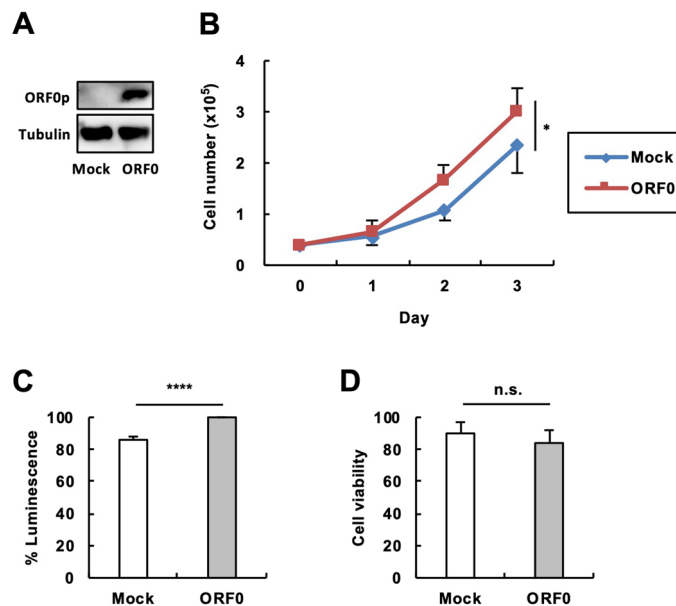 A
ORF0p
Tubulin
Mock ORF0
B
Cell number (x10⁵)
4
3
2
1
0
0 1 2 3
Day
*
Mock
ORF0
C
% Luminescence
****
100
80
60
40
20
0
Mock ORF0
D
Cell viability
n.s.
100
80
60
40
20
0
Mock ORF0